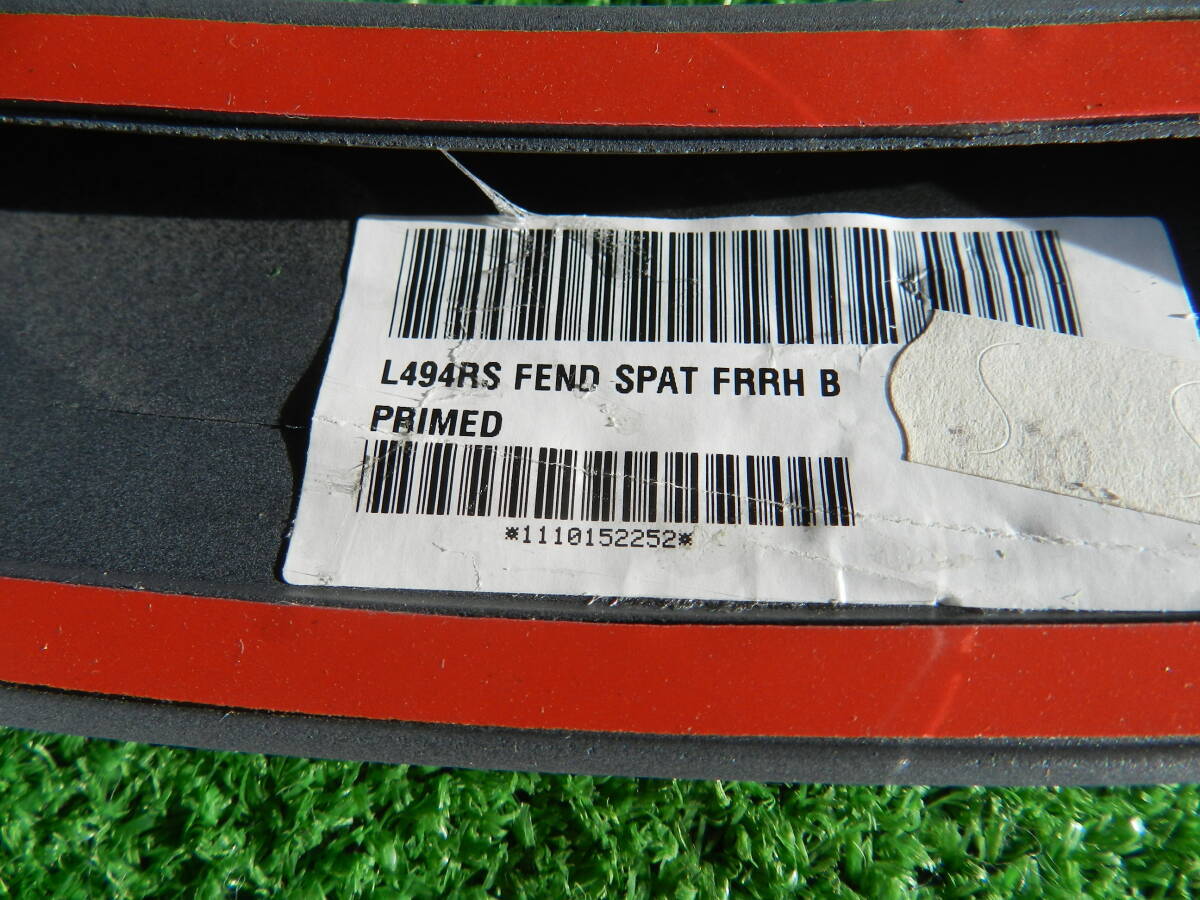 L494RS FEND SPAT FRRH B
PRIMED
*1110152252*